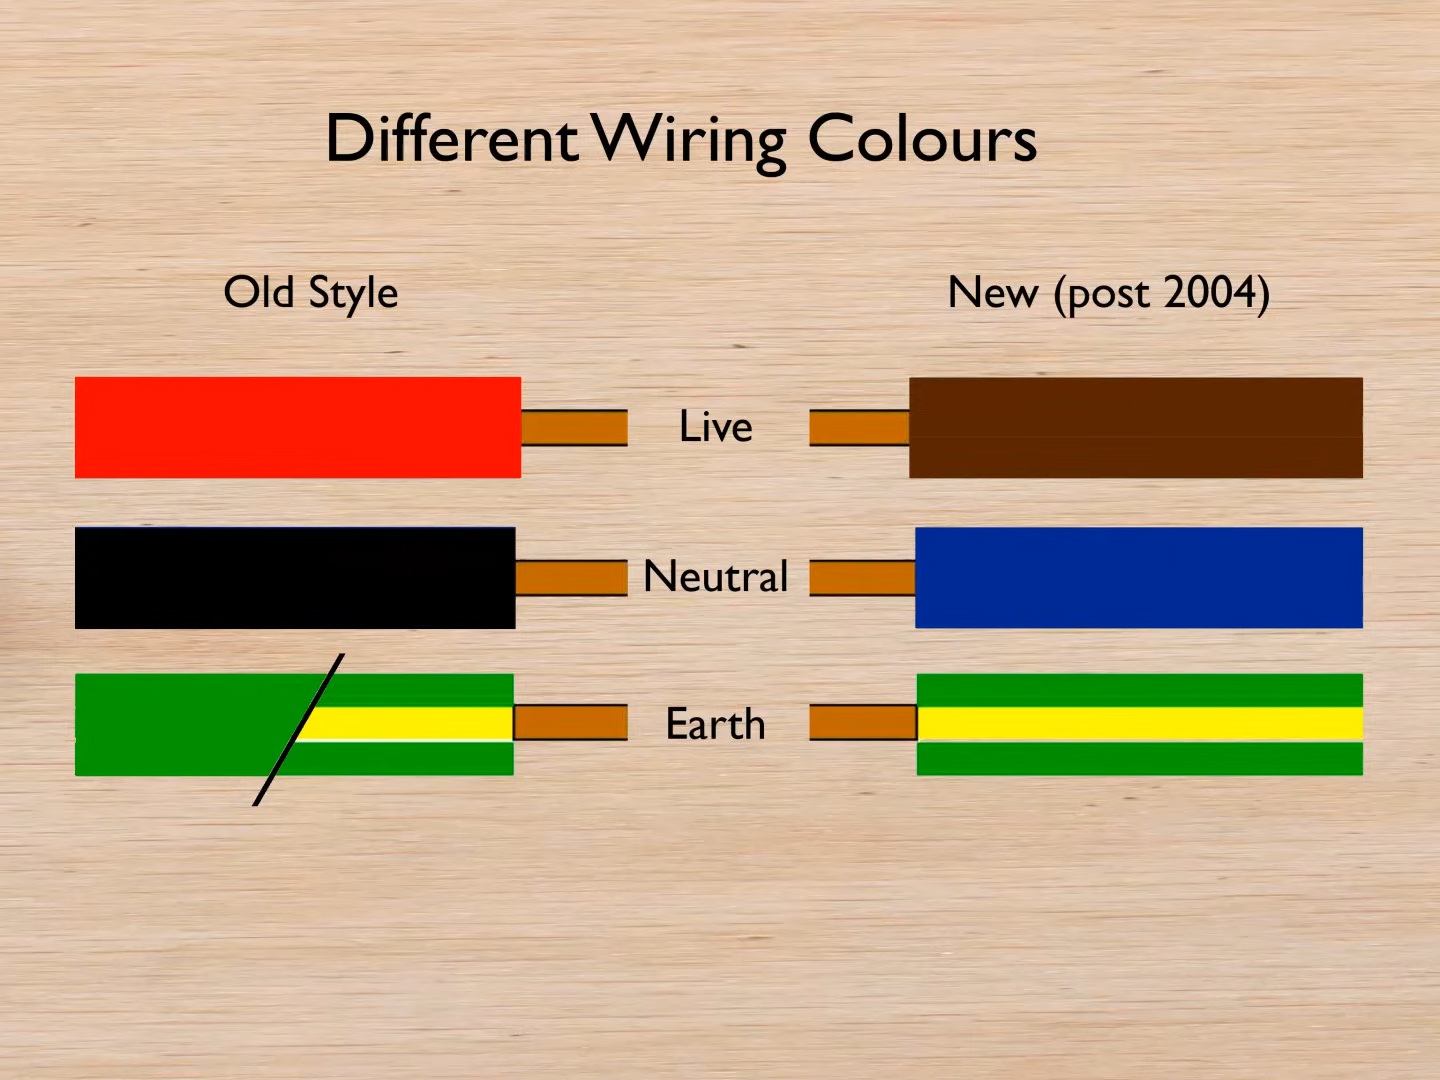 Different Wiring Colours
Old Style
New (post 2004)
Live
Neutral
Earth